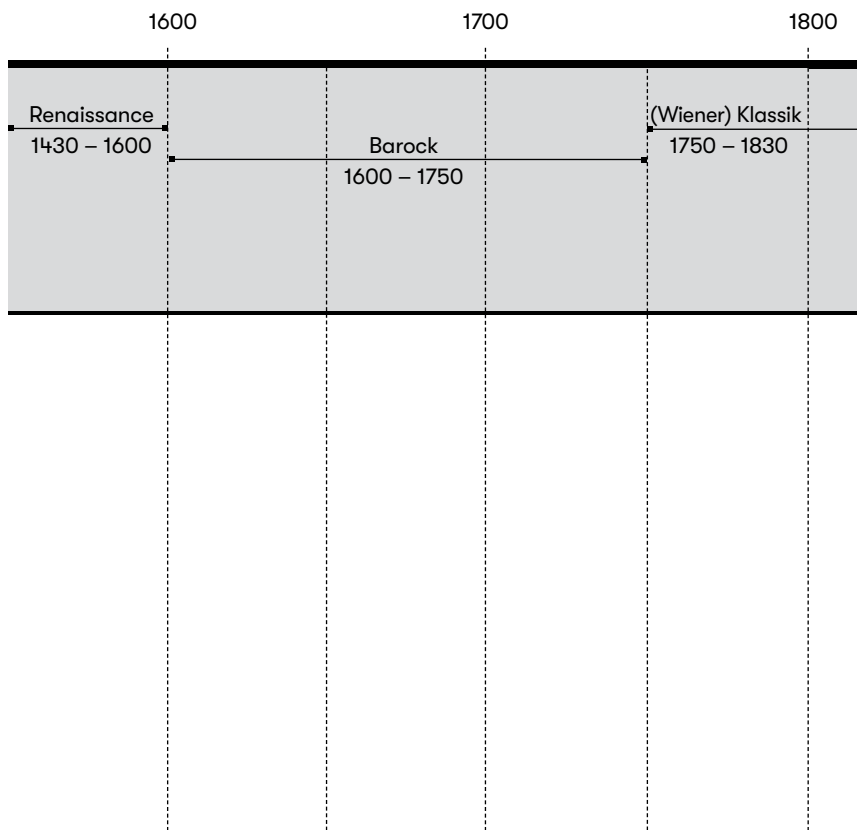 1600 1700 1800
Renaissance
1430 – 1600
Barock
1600 – 1750
(Wiener) Klassik
1750 – 1830